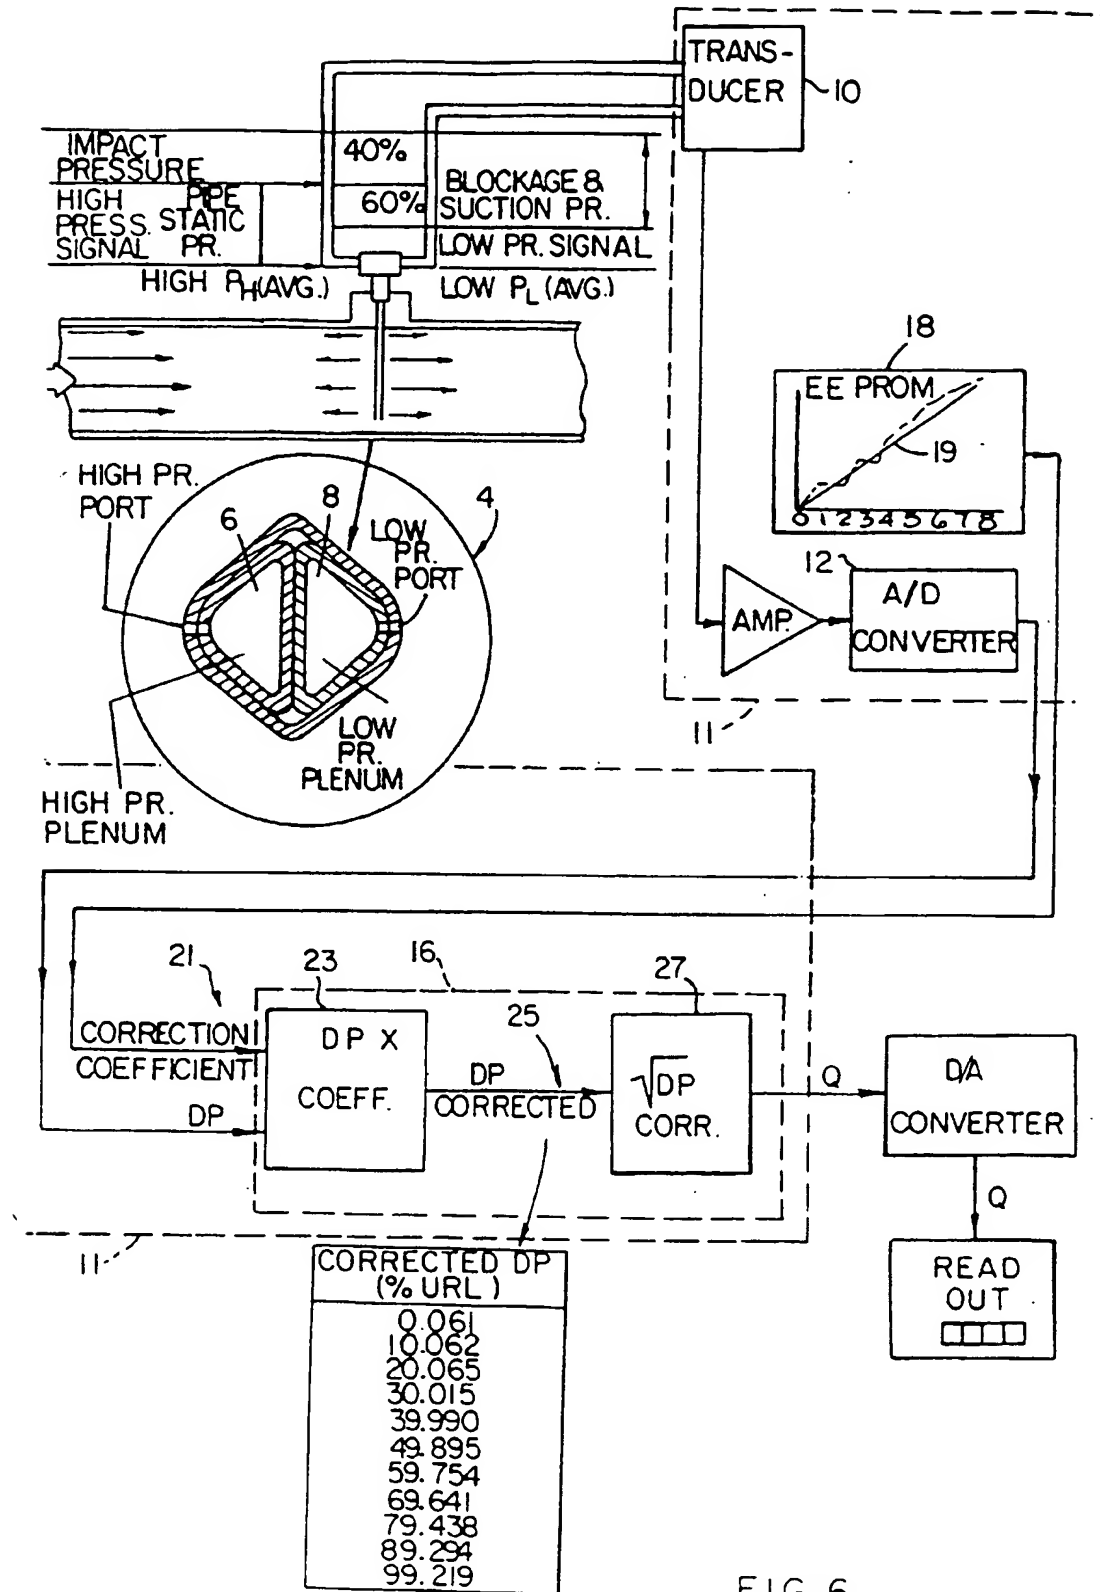 TRANS-
DUCER
10
IMPACT
PRESSURE
40%
HIGH
PRESS.
SIGNAL
PIPE
STATIC
PR.
60%
BLOCKAGE &
SUCTION PR.
LOW PR. SIGNAL
HIGH PH (AVG.)
LOW PL (AVG.)
18
EE PROM
19
0 1 2 3 4 5 6 7 8
HIGH PR.
PORT
6
8
LOW
PR.
PORT
4
12
AMP.
A/D
CONVERTER
11
LOW
PR.
PLENUM
HIGH PR.
PLENUM
21
23
16
25
27
CORRECTION
COEFFICIENT
DP
DP X
COEFF.
DP
CORRECTED
√DP
CORR.
Q
D/A
CONVERTER
Q
READ
OUT
11
CORRECTED DP
(% URL)
0.061
10.062
20.065
30.015
39.990
49.895
59.754
69.641
79.438
89.294
99.219